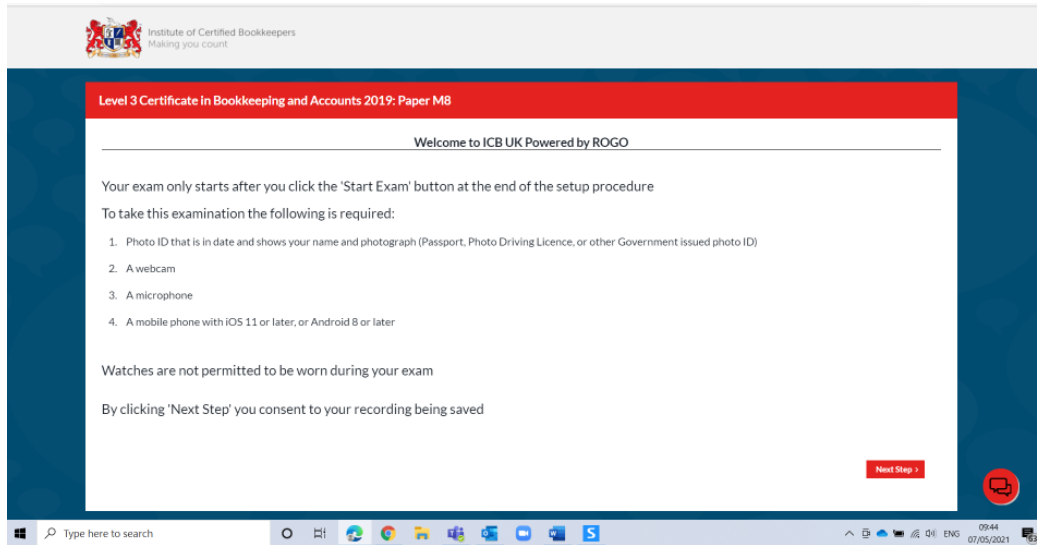 Institute of Certified Bookkeepers
Making you count
Level 3 Certificate in Bookkeeping and Accounts 2019: Paper M8
Welcome to ICB UK Powered by ROGO
Your exam only starts after you click the 'Start Exam' button at the end of the setup procedure
To take this examination the following is required:
1. Photo ID that is in date and shows your name and photograph (Passport, Photo Driving Licence, or other Government issued photo ID)
2. A webcam
3. A microphone
4. A mobile phone with iOS 11 or later, or Android 8 or later
Watches are not permitted to be worn during your exam
By clicking 'Next Step' you consent to your recording being saved
Next Step >
Type here to search
S
ENG
09:44
07/05/2021